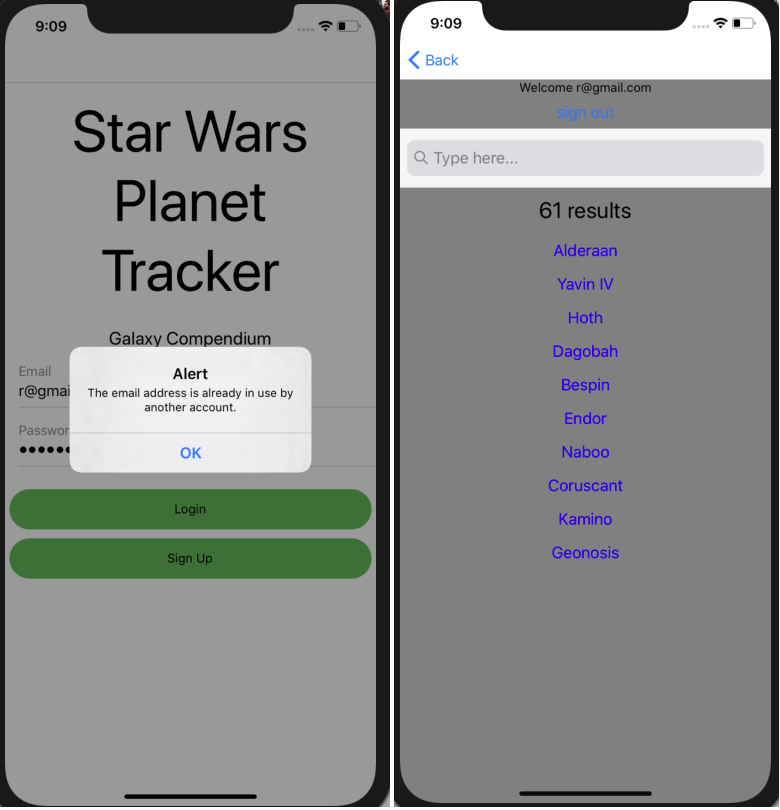 9:09
Star Wars
Planet
Tracker
Galaxy Compendium
Email
r@gmai
Passwor
Alert
The email address is already in use by
another account.
OK
Login
Sign Up
9:09
Back
Welcome r@gmail.com
sign out
Type here...
61 results
Alderaan
Yavin IV
Hoth
Dagobah
Bespin
Endor
Naboo
Coruscant
Kamino
Geonosis